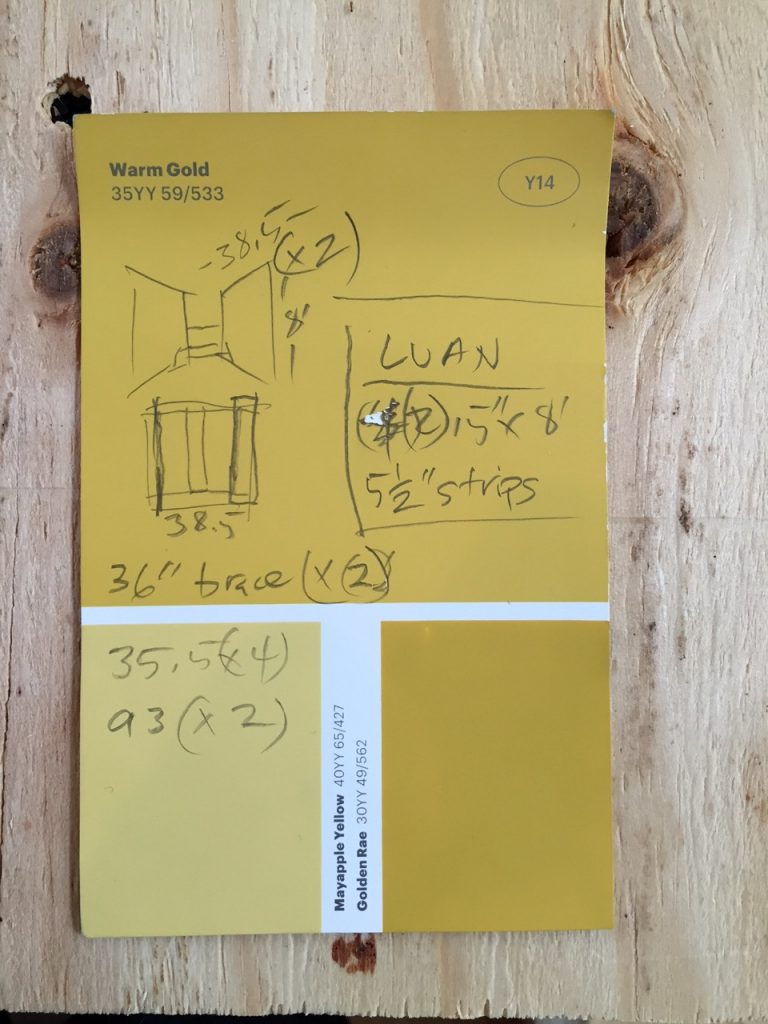 Warm Gold
35YY 59/533
Y14
-38.5- (x2)
8'
LUAN
(2) 15" x 8'
5½" strips
38.5
36" brace (x2)
35.5 (x4)
93 (x2)
Mayapple Yellow 40YY 65/427
Golden Rae 30YY 49/562